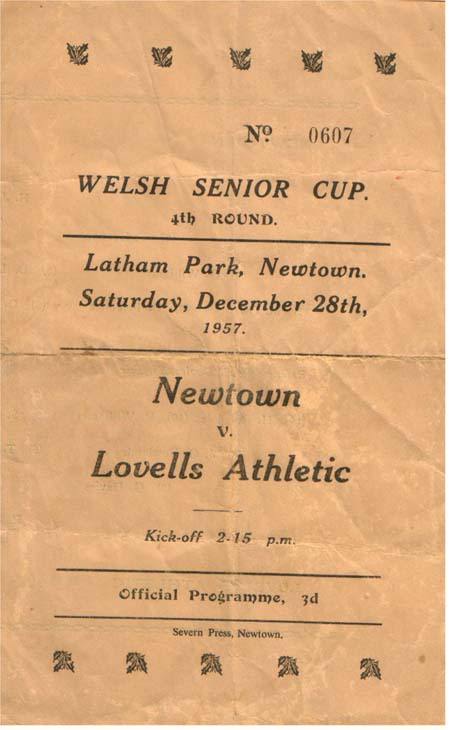 No 0607
WELSH SENIOR CUP.
4th ROUND.
Latham Park, Newtown.
Saturday, December 28th,
1957.
Newtown
v.
Lovells Athletic
Kick-off 2-15 p.m.
Official Programme, 3d
Severn Press, Newtown.